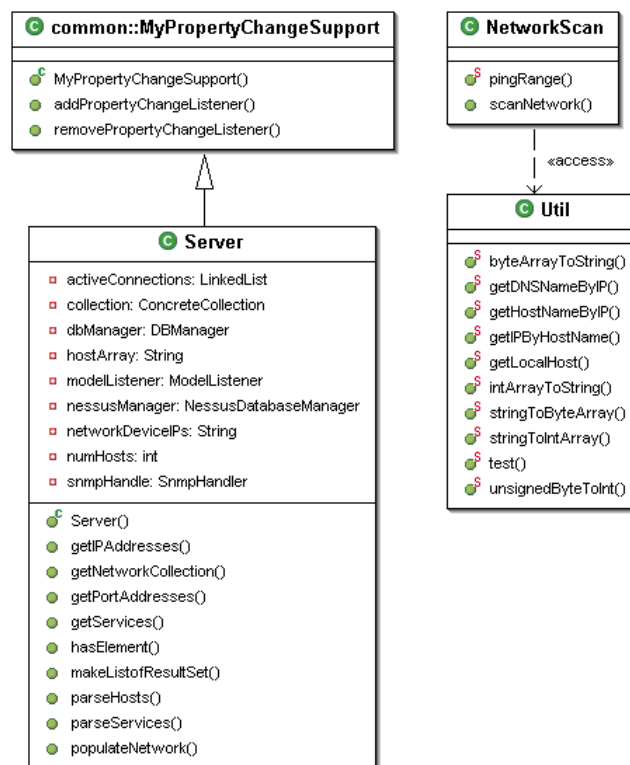 C common::MyPropertyChangeSupport
C MyPropertyChangeSupport()
addPropertyChangeListener()
removePropertyChangeListener()
C Server
activeConnections: LinkedList
collection: ConcreteCollection
dbManager: DBManager
hostArray: String
modelListener: ModelListener
nessusManager: NessusDatabaseManager
networkDeviceIPs: String
numHosts: int
snmpHandle: SnmpHandler
C Server()
getIPAddresses()
getNetworkCollection()
getPortAddresses()
getServices()
hasElement()
makeListofResultSet()
parseHosts()
parseServices()
populateNetwork()
C NetworkScan
S pingRange()
scanNetwork()
«access»
C Util
S byteArrayToString()
S getDNSNameByIP()
S getHostNameByIP()
S getIPByHostName()
S getLocalHost()
S intArrayToString()
S stringToByteArray()
S stringToIntArray()
S test()
S unsignedByteToInt()